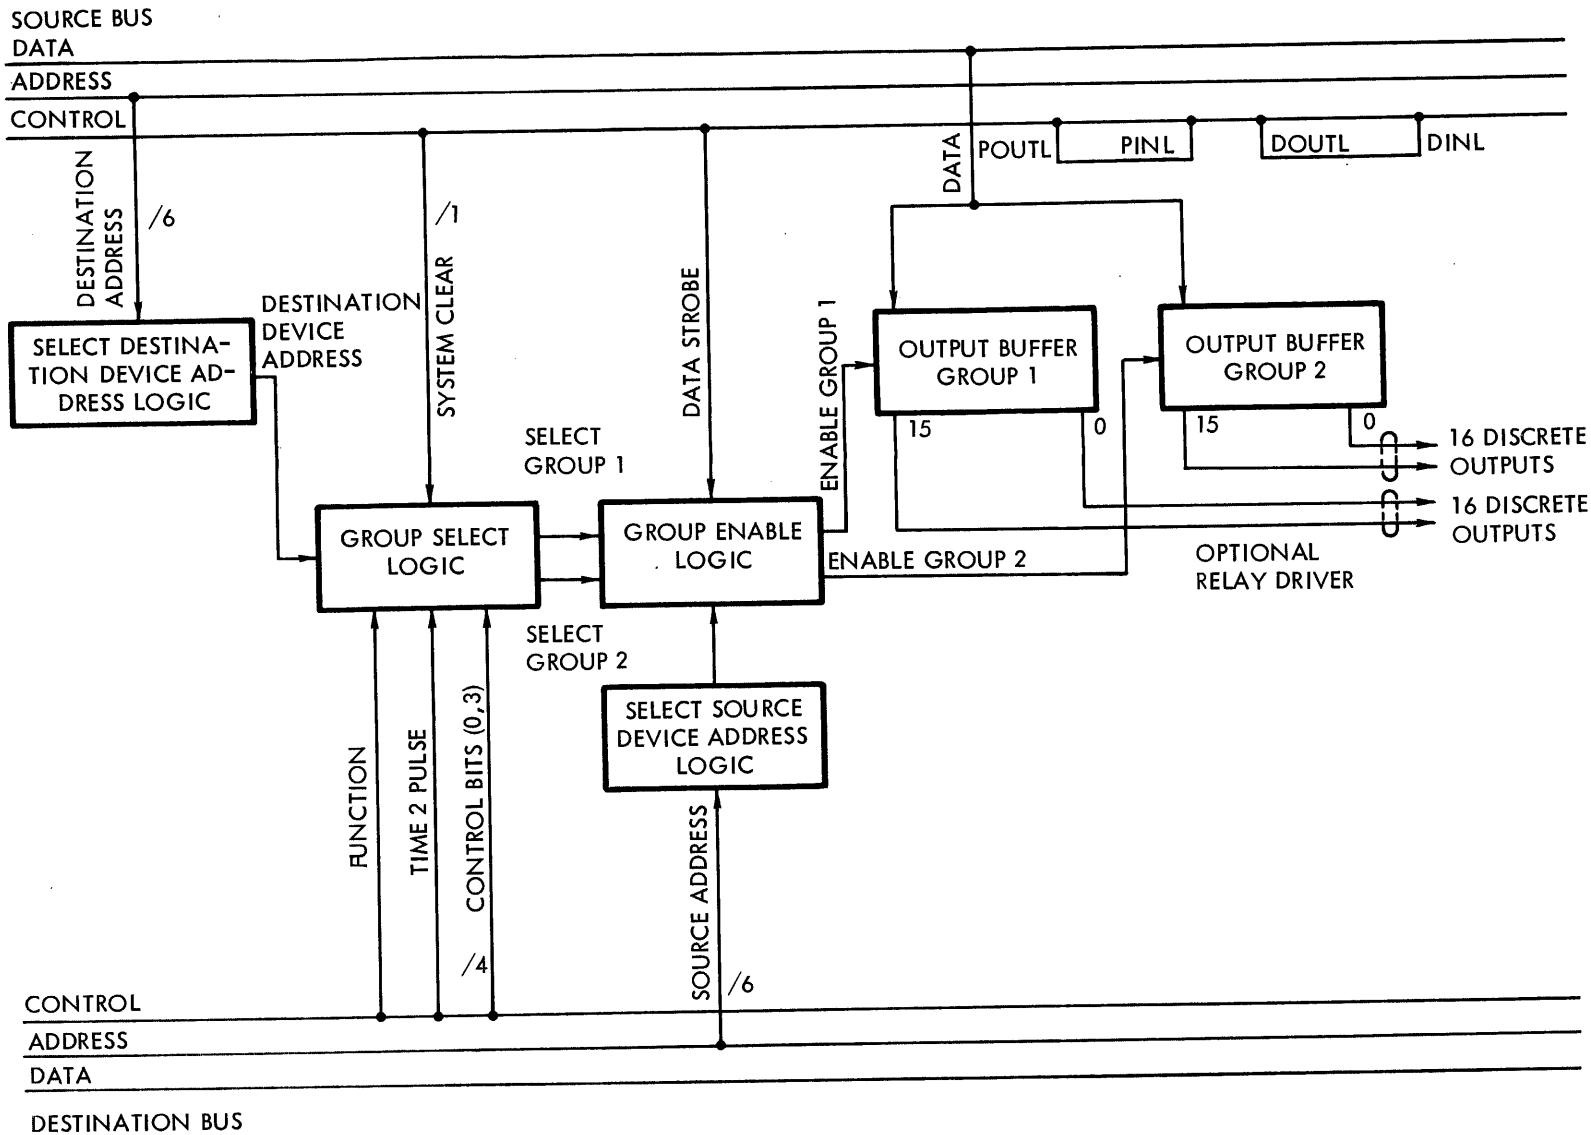 SOURCE BUS
DATA
ADDRESS
CONTROL
DESTINATION
ADDRESS
/6
/1
SYSTEM CLEAR
DATA STROBE
DATA
POUTL
PINL
DOUTL
DINL
SELECT DESTINA-
TION DEVICE AD-
DRESS LOGIC
DESTINATION
DEVICE
ADDRESS
SELECT
GROUP 1
GROUP SELECT
LOGIC
GROUP ENABLE
LOGIC
ENABLE GROUP 1
ENABLE GROUP 2
OUTPUT BUFFER
GROUP 1
15
0
OUTPUT BUFFER
GROUP 2
15
0
16 DISCRETE
OUTPUTS
16 DISCRETE
OUTPUTS
OPTIONAL
RELAY DRIVER
SELECT
GROUP 2
SELECT SOURCE
DEVICE ADDRESS
LOGIC
FUNCTION
TIME 2 PULSE
CONTROL BITS (0,3)
/4
SOURCE ADDRESS
/6
CONTROL
ADDRESS
DATA
DESTINATION BUS